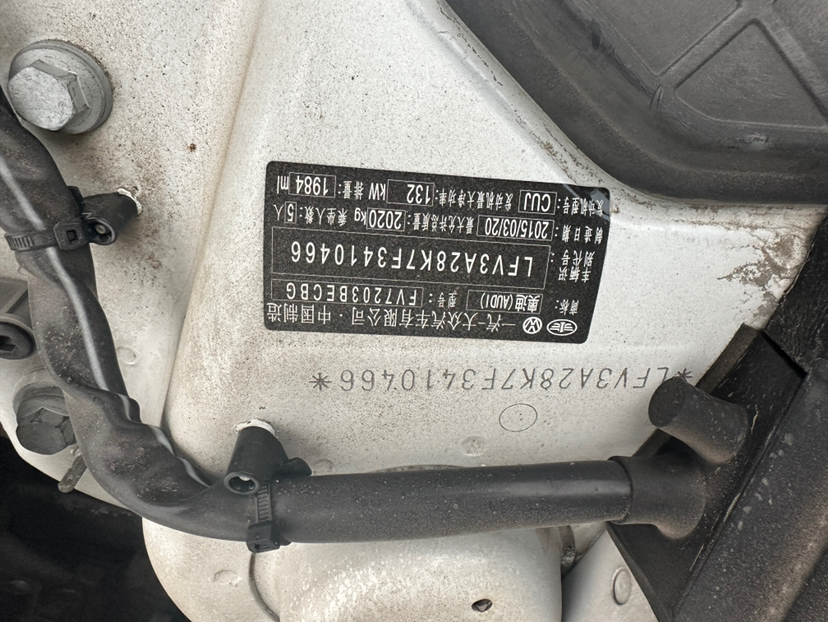 一汽-大众汽车有限公司·中国制造
商标: 奥迪(AUDI) 型号: FV7203BECBG
车辆识别代号: LFV3A28K7F3410466
制造日期: 2015/03/20 最大允许总质量: 2020kg 乘坐人数: 5人
发动机型号: CUJ 发动机最大净功率: 132 kW 排量: 1984 ml
*LFV3A28K7F3410466*